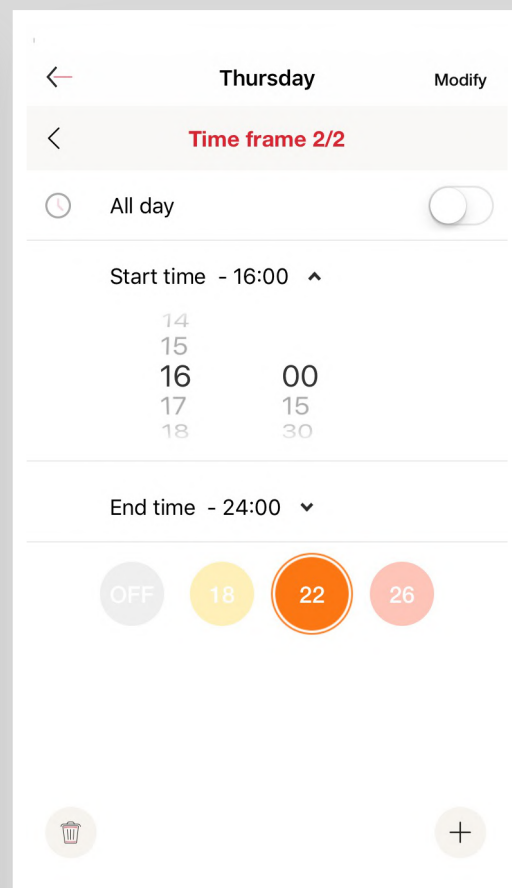 Thursday Modify
Time frame 2/2
All day
Start time - 16:00
14
15
16 00
17 15
18 30
End time - 24:00
OFF 18 22 26